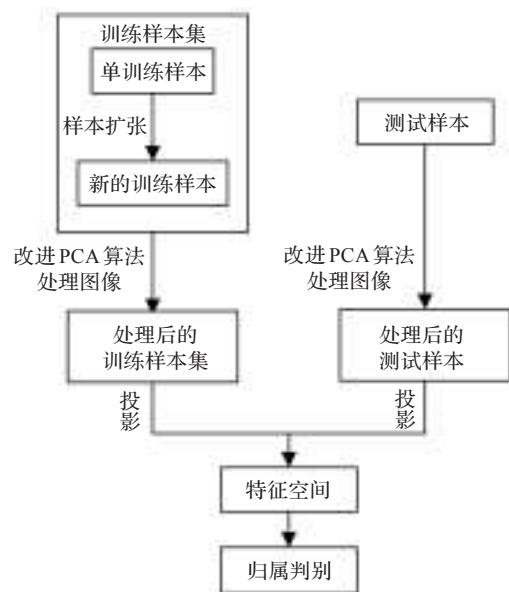 训练样本集
单训练样本
样本扩张
新的训练样本
改进PCA算法
处理图像
处理后的
训练样本集
投影
测试样本
改进PCA算法
处理图像
处理后的
测试样本
投影
特征空间
归属判别